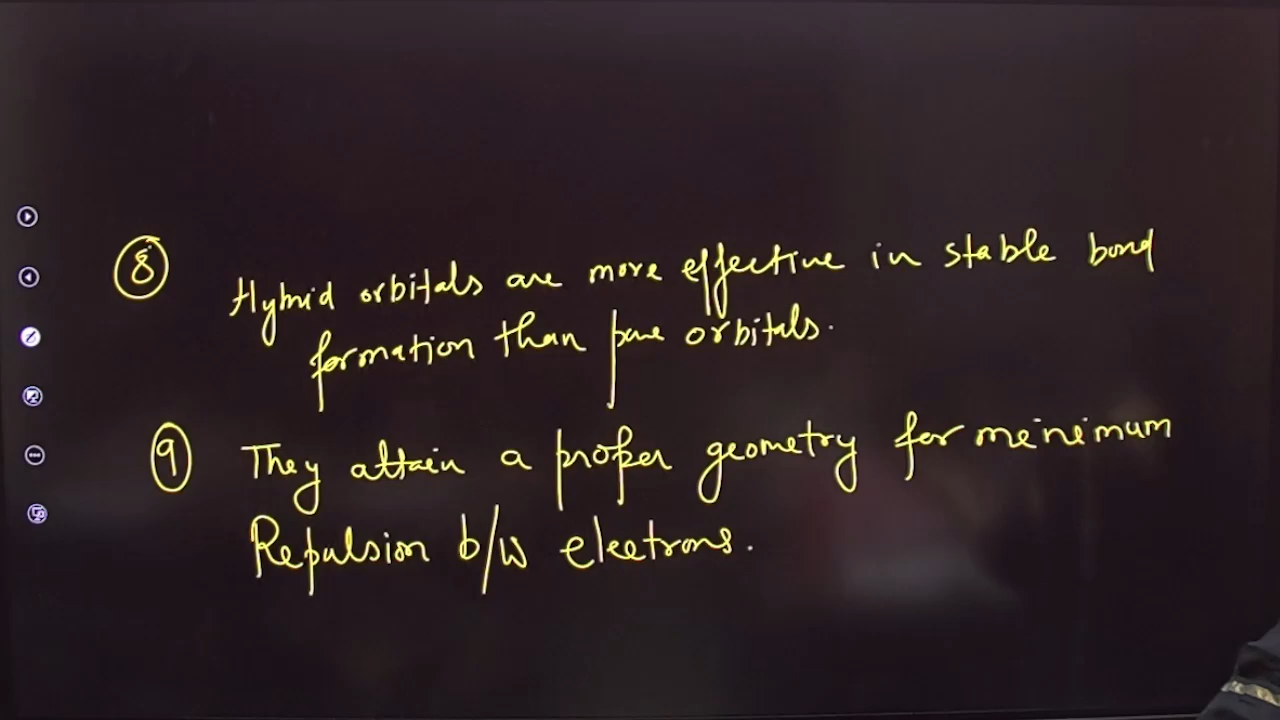 ⑧ Hybrid orbitals are more effective in stable bond
formation than pure orbitals.
⑨ They attain a proper geometry for minimum
Repulsion b/w electrons.